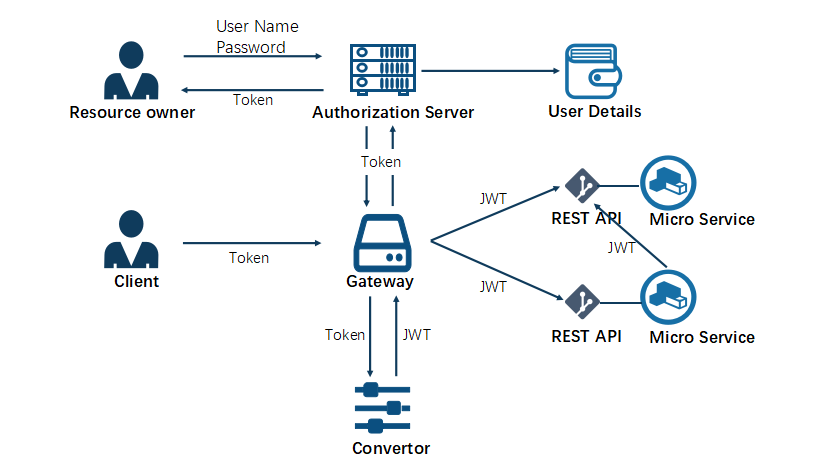 User Name
Password
Token
Resource owner
Authorization Server
User Details
Token
JWT
REST API
Micro Service
JWT
Token
Client
Gateway
JWT
REST API
Micro Service
Token
JWT
Convertor